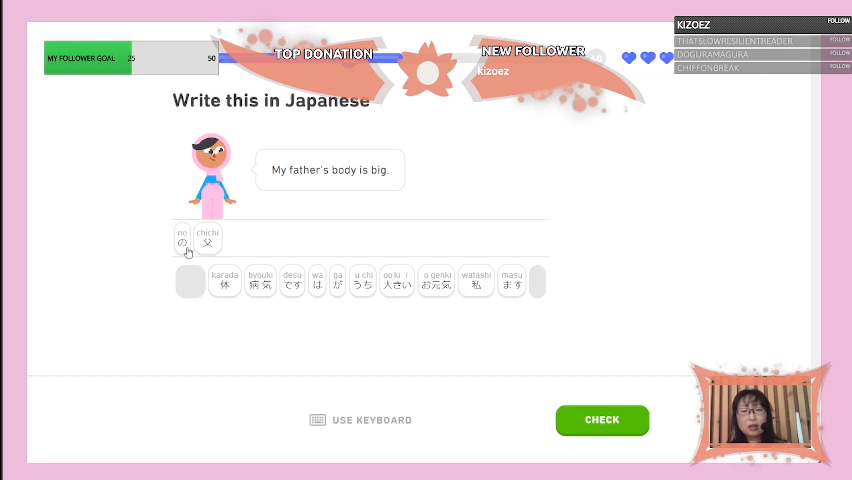 MY FOLLOWER GOAL 25 50
TOP DONATION
NEW FOLLOWER
kizoez
KIZOEZ FOLLOW
THATSLOWRESILIENTREADER FOLLOW
DOGURAMAGURA FOLLOW
CHIFFONBREAK FOLLOW
Write this in Japanese
My father's body is big.
no chichi
の 父
karada byouki desu wa ga u chi oo ki i o genki watashi masu
体 病気 です は が うち 大きい お元気 私 ます
USE KEYBOARD
CHECK